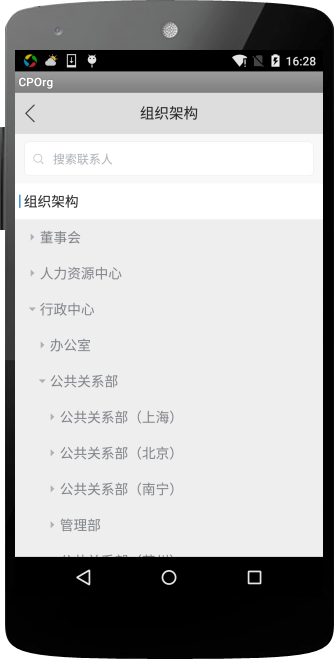 16:28
CPOrg
组织架构
搜索联系人
组织架构
董事会
人力资源中心
行政中心
办公室
公共关系部
公共关系部（上海）
公共关系部（北京）
公共关系部（南宁）
管理部